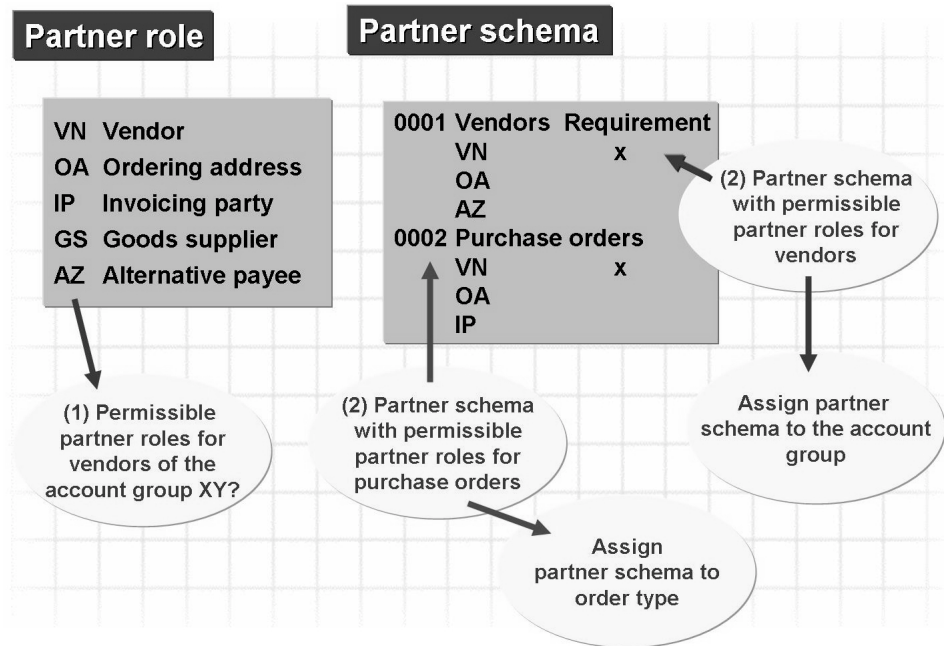 Partner role
Partner schema
VN Vendor
OA Ordering address
IP Invoicing party
GS Goods supplier
AZ Alternative payee
0001 Vendors Requirement
VN x
OA
AZ
0002 Purchase orders
VN x
OA
IP
(2) Partner schema
with permissible
partner roles for
vendors
(1) Permissible
partner roles for
vendors of the
account group XY?
(2) Partner schema
with permissible
partner roles for
purchase orders
Assign partner
schema to the account
group
Assign
partner schema to
order type